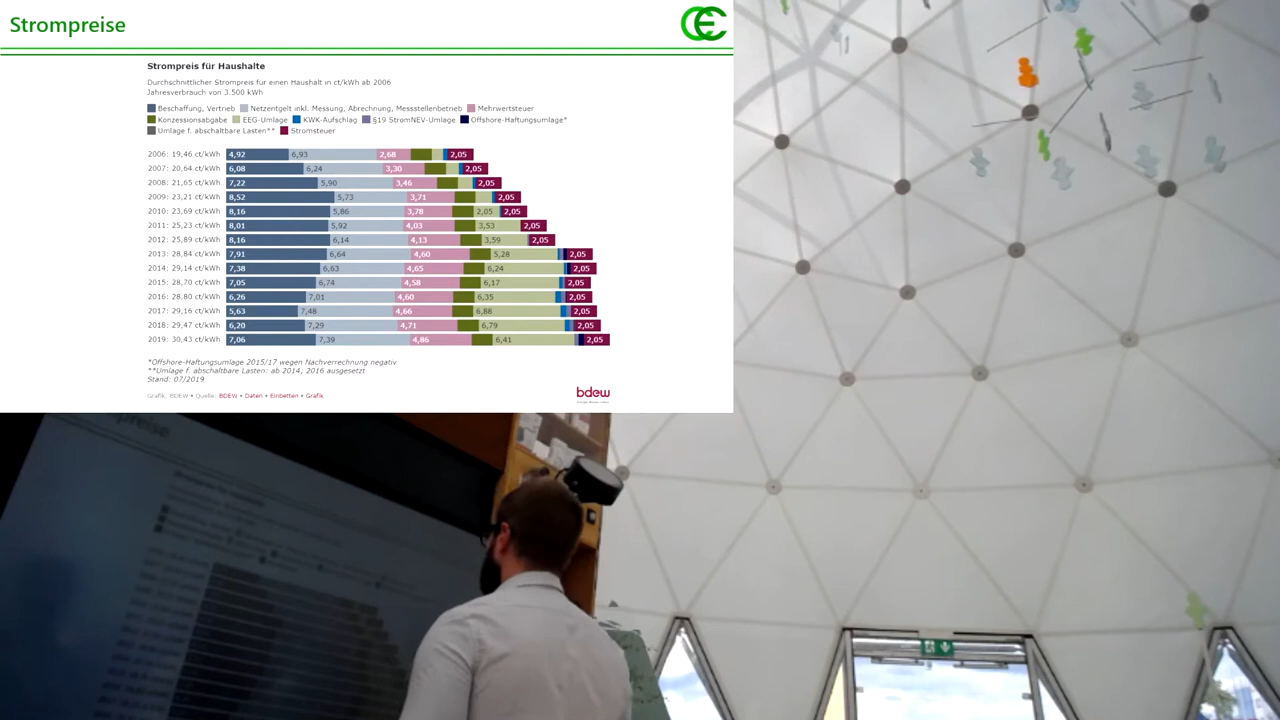 Strompreise
CE
Strompreis für Haushalte
Durchschnittlicher Strompreis für einen Haushalt in ct/kWh ab 2006
Jahresverbrauch von 3.500 kWh
Beschaffung, Vertrieb Netzentgelt inkl. Messung, Abrechnung, Messstellenbetrieb Mehrwertsteuer
Konzessionsabgabe EEG-Umlage KWK-Aufschlag §19 StromNEV-Umlage Offshore-Haftungsumlage*
Umlage f. abschaltbare Lasten** Stromsteuer
2006: 19,46 ct/kWh 4,92 6,93 2,68 2,05
2007: 20,64 ct/kWh 6,08 6,24 3,30 2,05
2008: 21,65 ct/kWh 7,22 5,90 3,46 2,05
2009: 23,21 ct/kWh 8,52 5,73 3,71 2,05
2010: 23,69 ct/kWh 8,16 5,86 3,78 2,05 2,05
2011: 25,23 ct/kWh 8,01 5,92 4,03 3,53 2,05
2012: 25,89 ct/kWh 8,16 6,14 4,13 3,59 2,05
2013: 28,84 ct/kWh 7,91 6,64 4,60 5,28 2,05
2014: 29,14 ct/kWh 7,38 6,63 4,65 6,24 2,05
2015: 28,70 ct/kWh 7,05 6,74 4,58 6,17 2,05
2016: 28,80 ct/kWh 6,26 7,01 4,60 6,35 2,05
2017: 29,16 ct/kWh 5,63 7,48 4,66 6,88 2,05
2018: 29,47 ct/kWh 6,20 7,29 4,71 6,79 2,05
2019: 30,43 ct/kWh 7,06 7,39 4,86 6,41 2,05
*Offshore-Haftungsumlage 2015/17 wegen Nachverrechnung negativ
**Umlage f. abschaltbare Lasten: ab 2014; 2016 ausgesetzt
Stand: 07/2019
Grafik: BDEW • Quelle: BDEW • Daten • Einbetten • Grafik
bdew